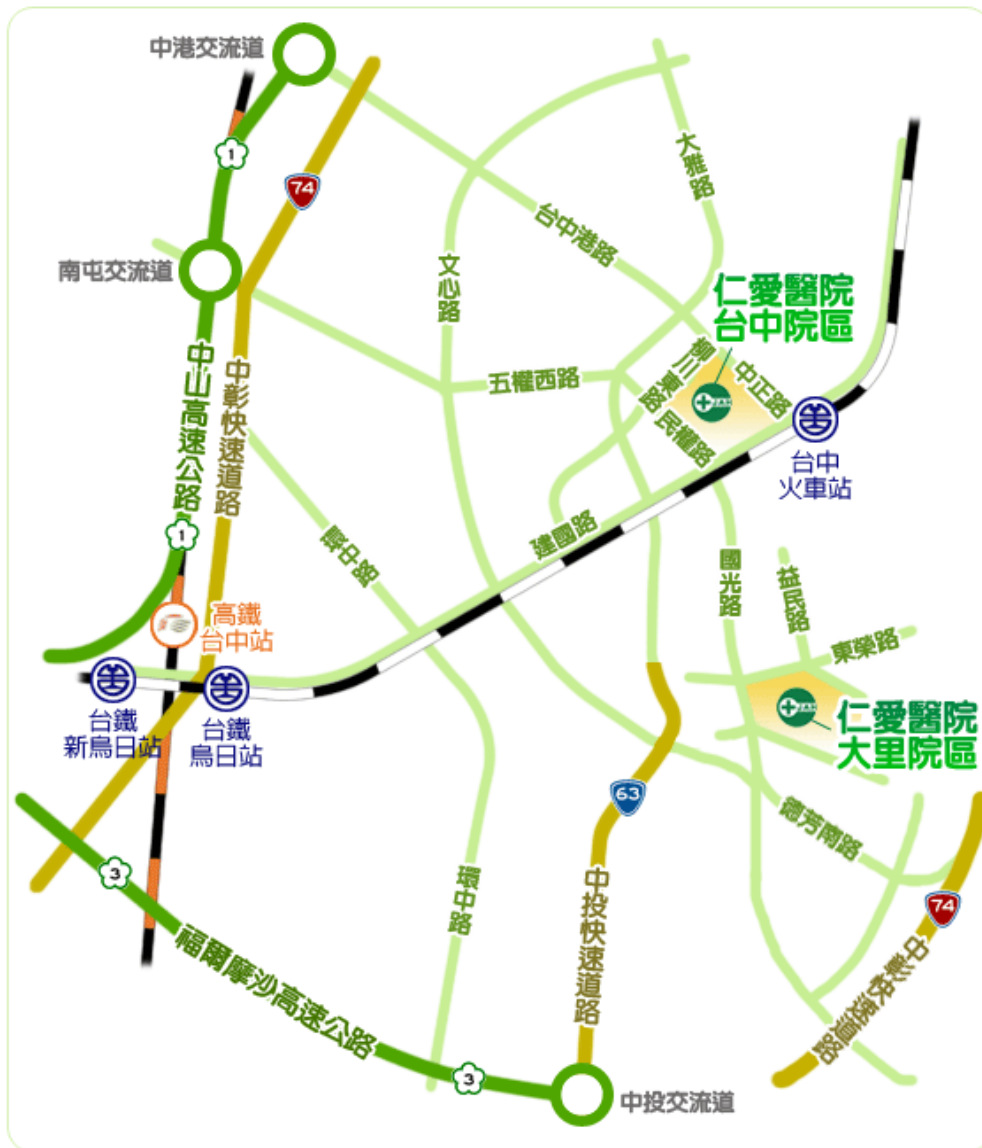 中港交流道
1
74
大雅路
台中港路
南屯交流道
文心路
仁愛醫院
台中院區
柳川東路
中正路
五權西路
民權路
中山高速公路
中彰快速道路
台中
火車站
1
環中路
建國路
國光路
益民路
東榮路
高鐵
台中站
台鐵
新烏日站
台鐵
烏日站
仁愛醫院
大里院區
63
德芳南路
3
環中路
中投快速道路
74
中彰快速道路
福爾摩沙高速公路
3
中投交流道